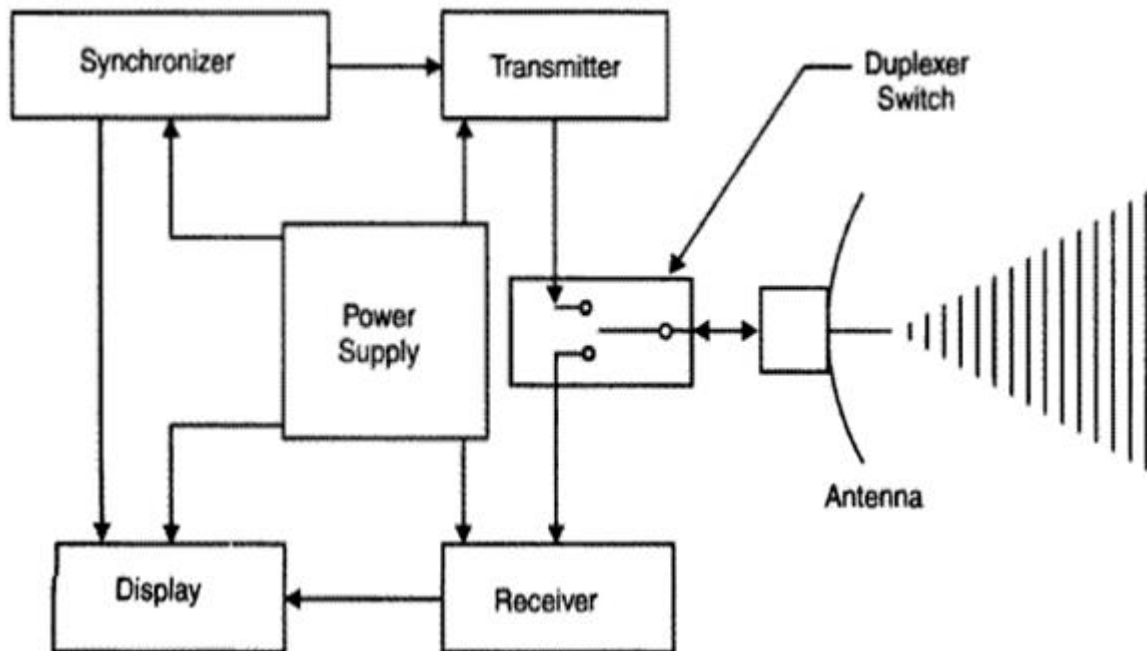 Synchronizer
Transmitter
Duplexer
Switch
Power
Supply
Antenna
Display
Receiver